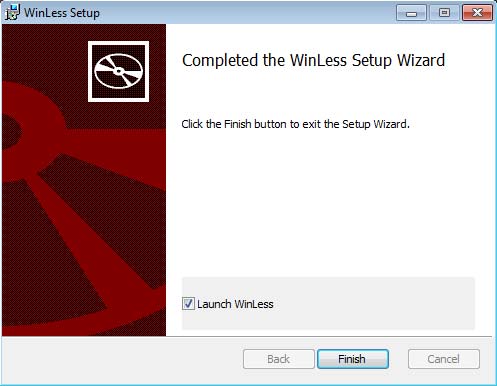 WinLess Setup
Completed the WinLess Setup Wizard
Click the Finish button to exit the Setup Wizard.
Launch WinLess
Back Finish Cancel